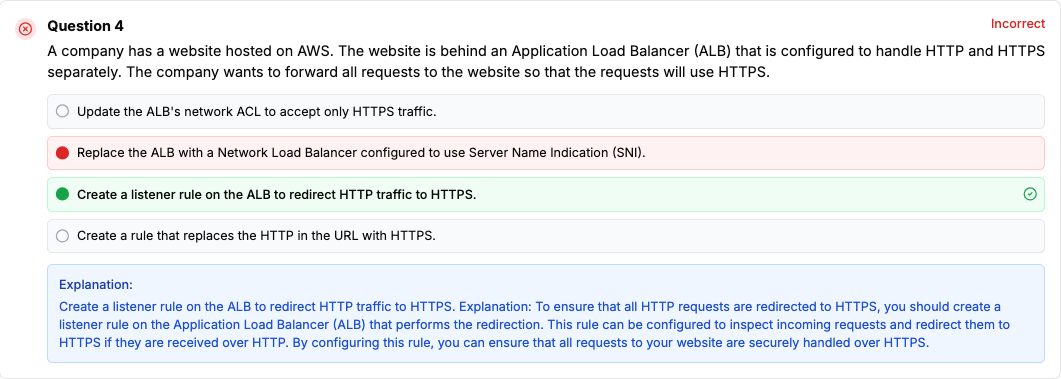 Question 4
Incorrect
A company has a website hosted on AWS. The website is behind an Application Load Balancer (ALB) that is configured to handle HTTP and HTTPS
separately. The company wants to forward all requests to the website so that the requests will use HTTPS.
Update the ALB's network ACL to accept only HTTPS traffic.
Replace the ALB with a Network Load Balancer configured to use Server Name Indication (SNI).
Create a listener rule on the ALB to redirect HTTP traffic to HTTPS.
Create a rule that replaces the HTTP in the URL with HTTPS.
Explanation:
Create a listener rule on the ALB to redirect HTTP traffic to HTTPS. Explanation: To ensure that all HTTP requests are redirected to HTTPS, you should create a
listener rule on the Application Load Balancer (ALB) that performs the redirection. This rule can be configured to inspect incoming requests and redirect them to
HTTPS if they are received over HTTP. By configuring this rule, you can ensure that all requests to your website are securely handled over HTTPS.